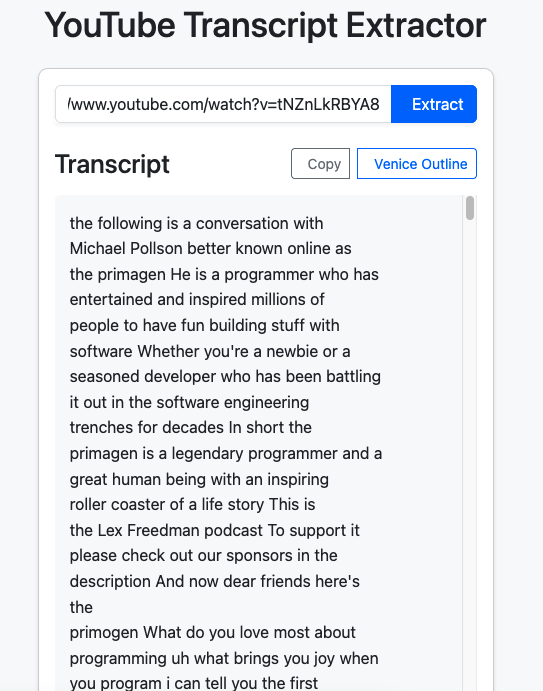 YouTube Transcript Extractor
/www.youtube.com/watch?v=tNZnLkRBYA8 Extract
Transcript Copy Venice Outline
the following is a conversation with
Michael Pollson better known online as
the primagen He is a programmer who has
entertained and inspired millions of
people to have fun building stuff with
software Whether you're a newbie or a
seasoned developer who has been battling
it out in the software engineering
trenches for decades In short the
primagen is a legendary programmer and a
great human being with an inspiring
roller coaster of a life story This is
the Lex Freedman podcast To support it
please check out our sponsors in the
description And now dear friends here's
the
primogen What do you love most about
programming uh what brings you joy when
you program i can tell you the first